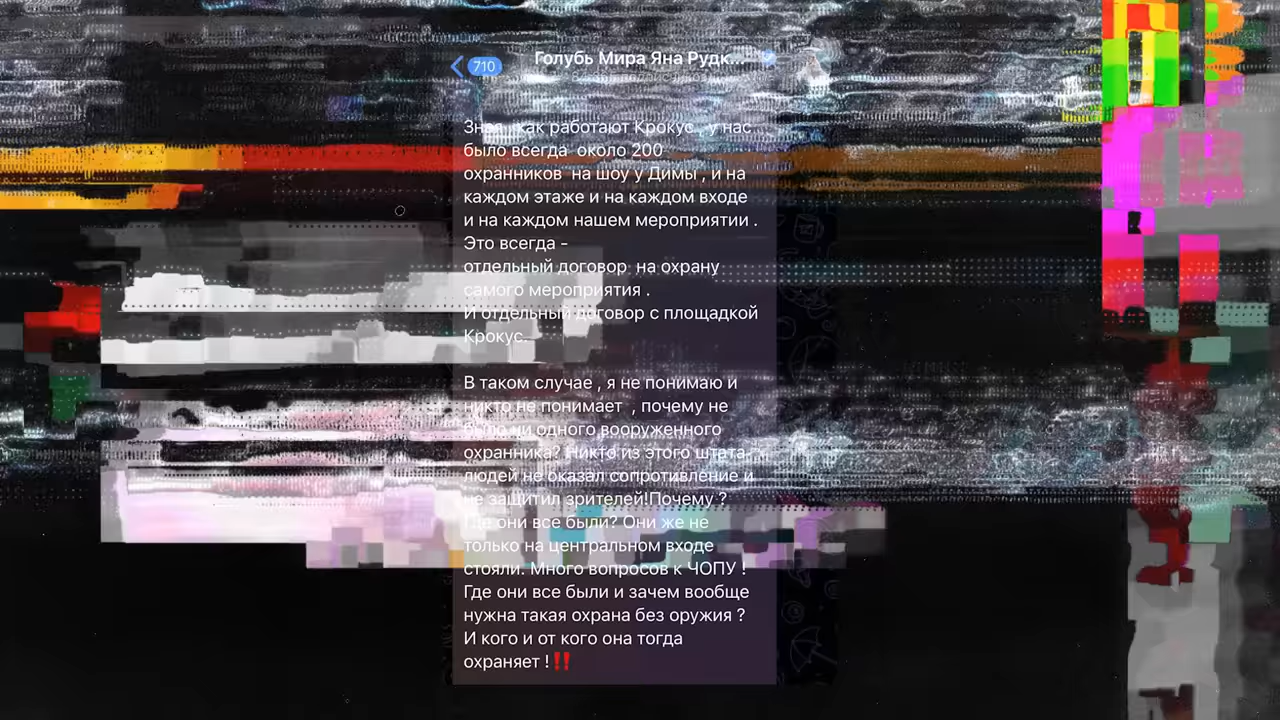 710
Голубь Мира Яна Рудк...
Зная, как работают Крокус , у нас
было всегда около 200
охранников на шоу у Димы , и на
каждом этаже и на каждом входе
и на каждом нашем мероприятии .
Это всегда -
отдельный договор на охрану
самого мероприятия .
И отдельный договор с площадкой
Крокус.
В таком случае , я не понимаю и
никто не понимает , почему не
было ни одного вооруженного
охранника? Никто из этого штата
людей не оказал сопротивление и
не защитил зрителей!Почему ?
Где они все были? Они же не
только на центральном входе
стояли. Много вопросов к ЧОПУ !
Где они все были и зачем вообще
нужна такая охрана без оружия ?
И кого и от кого она тогда
охраняет !‼️